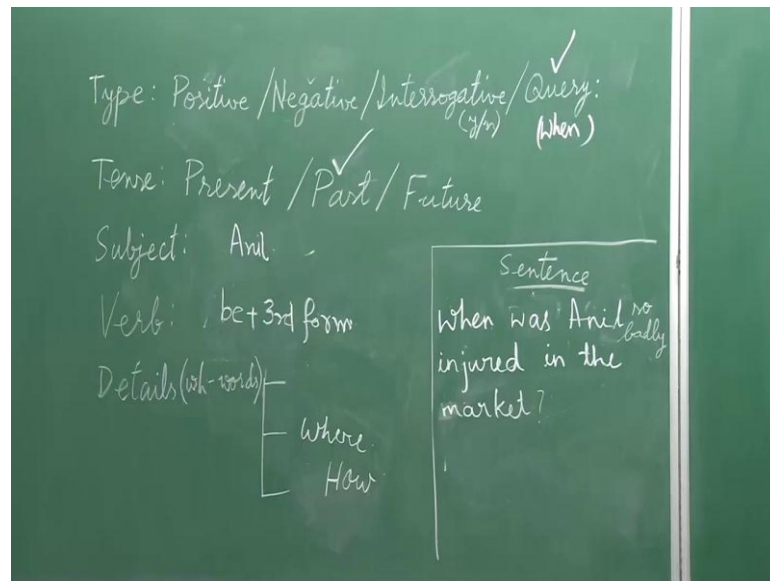 Type: Positive/Negative/Interrogative/Query:
(y/n) (When)
Tense: Present/Past/Future
Subject: Anil
Verb: be+3rd form
Details(wh-words)
Where
How
Sentence
When was Anil so badly
injured in the
market?